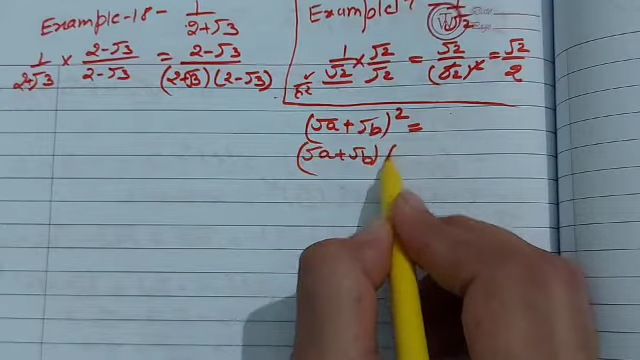 Example-18- 1/2+√3
1/2√3 × 2-√3/2-√3 = 2-√3/(2+√3)(2-√3)
Example
1/√2 × √2/√2 = √2/(√2)² = √2/2
(√a+√b)² =
(√a+√b)(